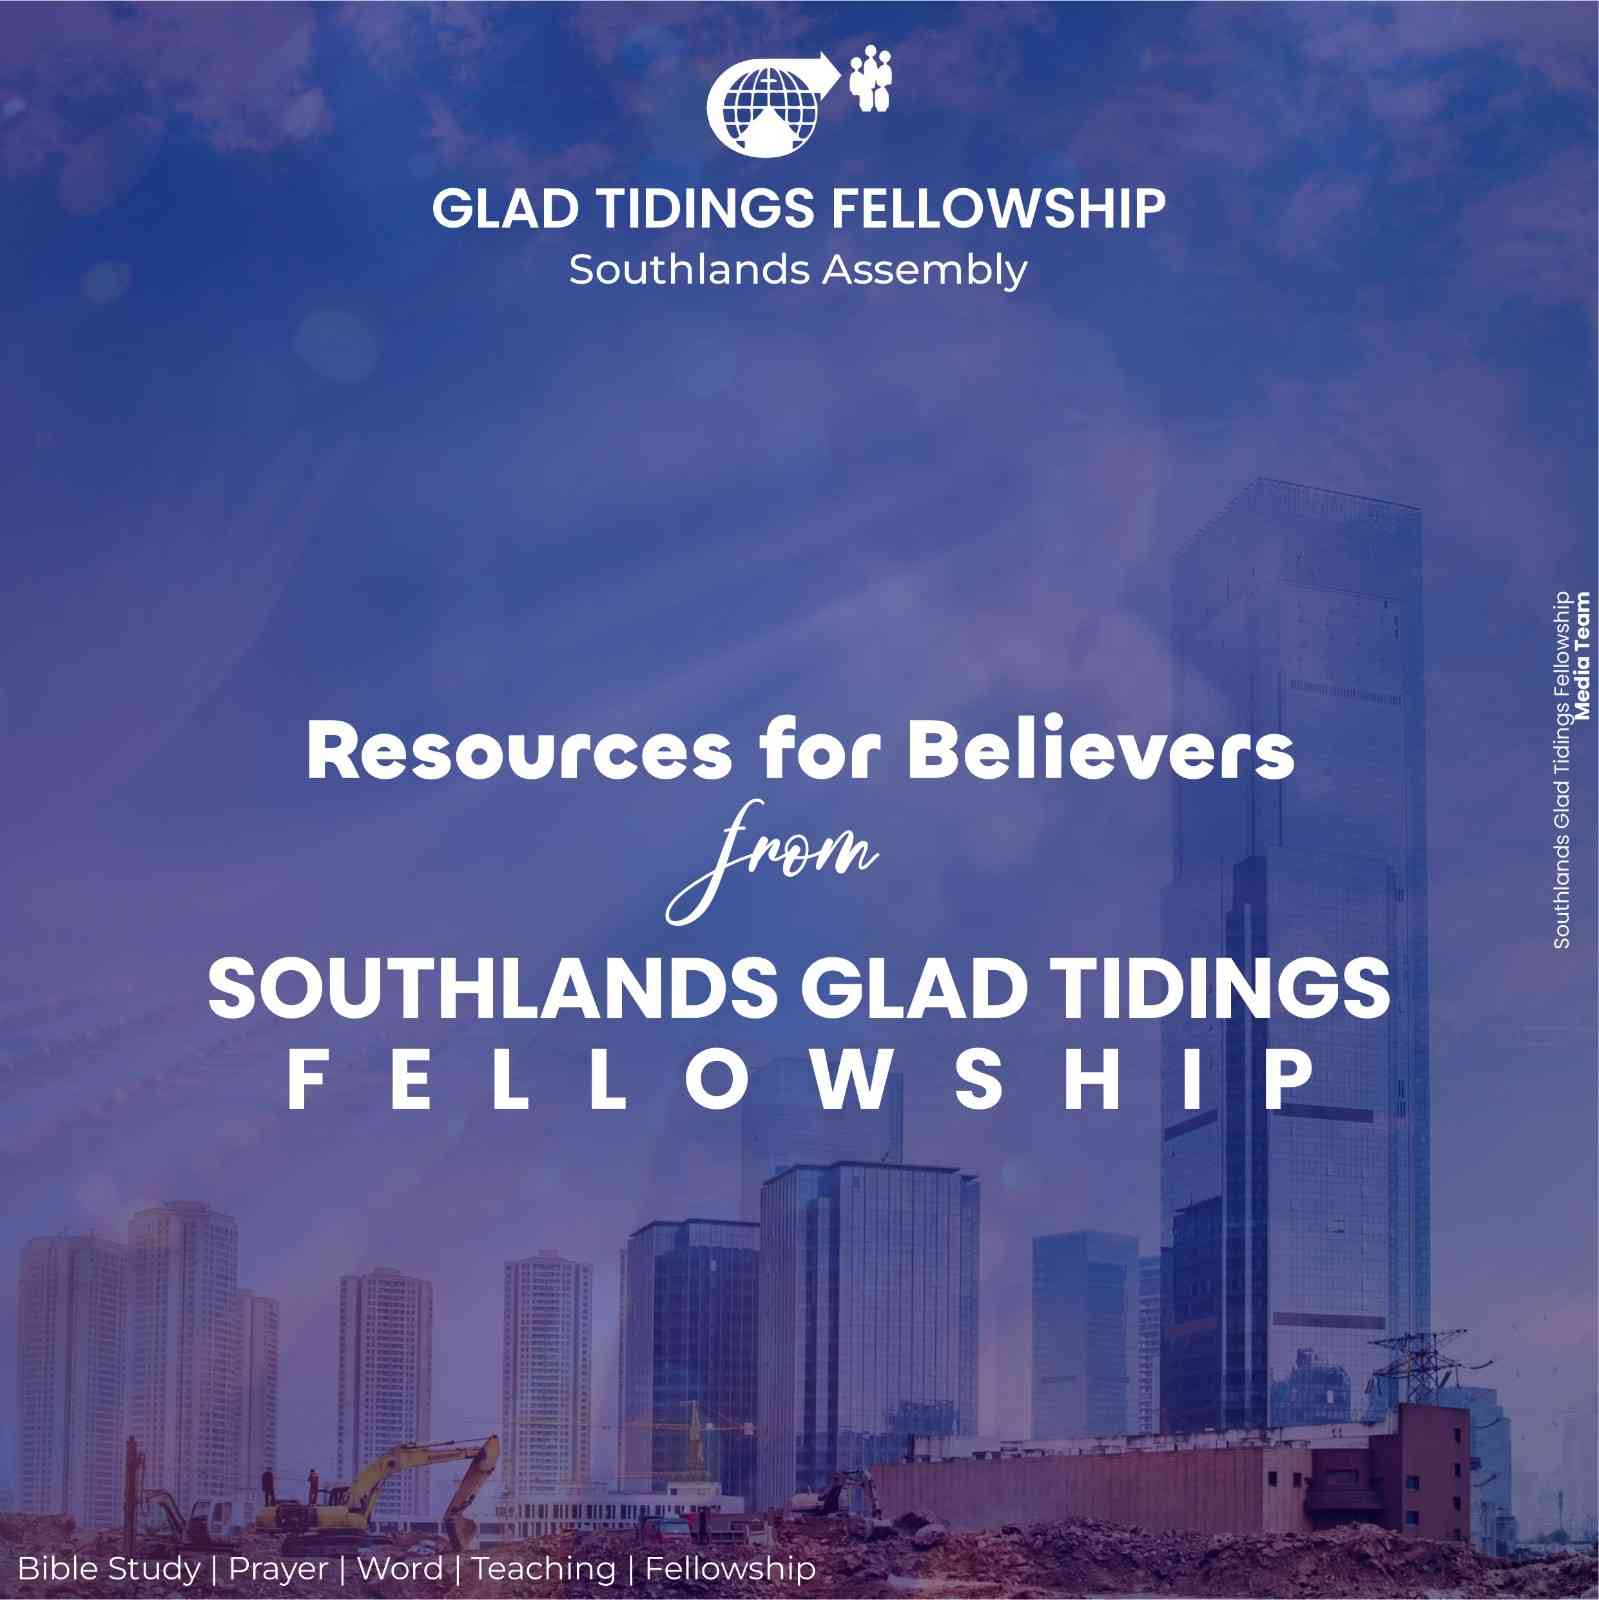 GLAD TIDINGS FELLOWSHIP
Southlands Assembly
Resources for Believers
from
SOUTHLANDS GLAD TIDINGS
FELLOWSHIP
Southlands Glad Tidings Fellowship
Media Team
Bible Study | Prayer | Word | Teaching | Fellowship